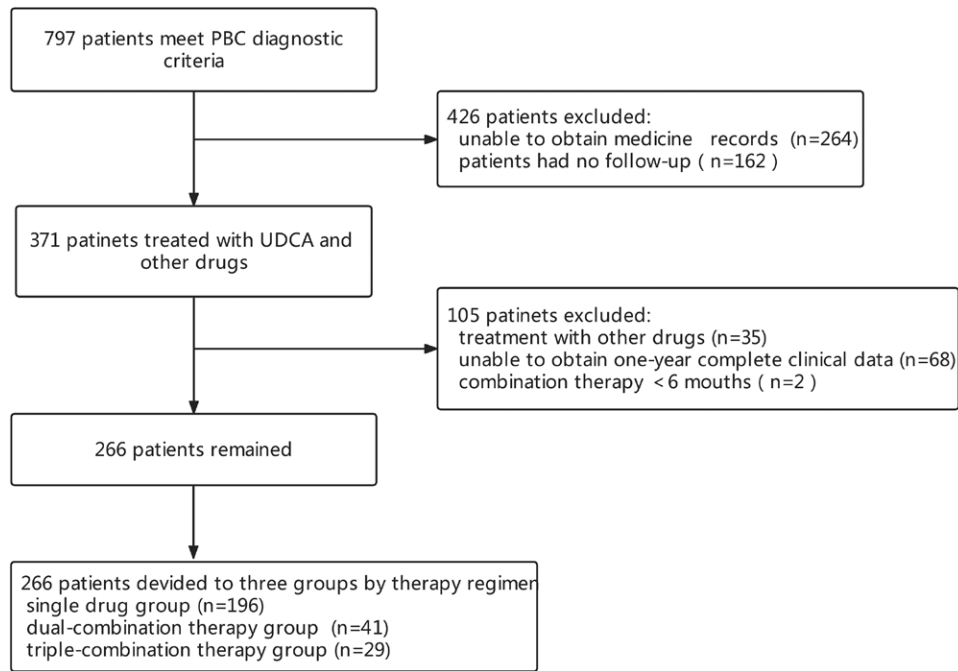 797 patients meet PBC diagnostic
criteria
426 patients excluded:
unable to obtain medicine records (n=264)
patients had no follow-up ( n=162 )
371 patinets treated with UDCA and
other drugs
105 patinets excluded:
treatment with other drugs (n=35)
unable to obtain one-year complete clinical data (n=68)
combination therapy <6 mouths ( n=2 )
266 patients remained
266 patients devided to three groups by therapy regimen
single drug group (n=196)
dual-combination therapy group (n=41)
triple-combination therapy group (n=29)